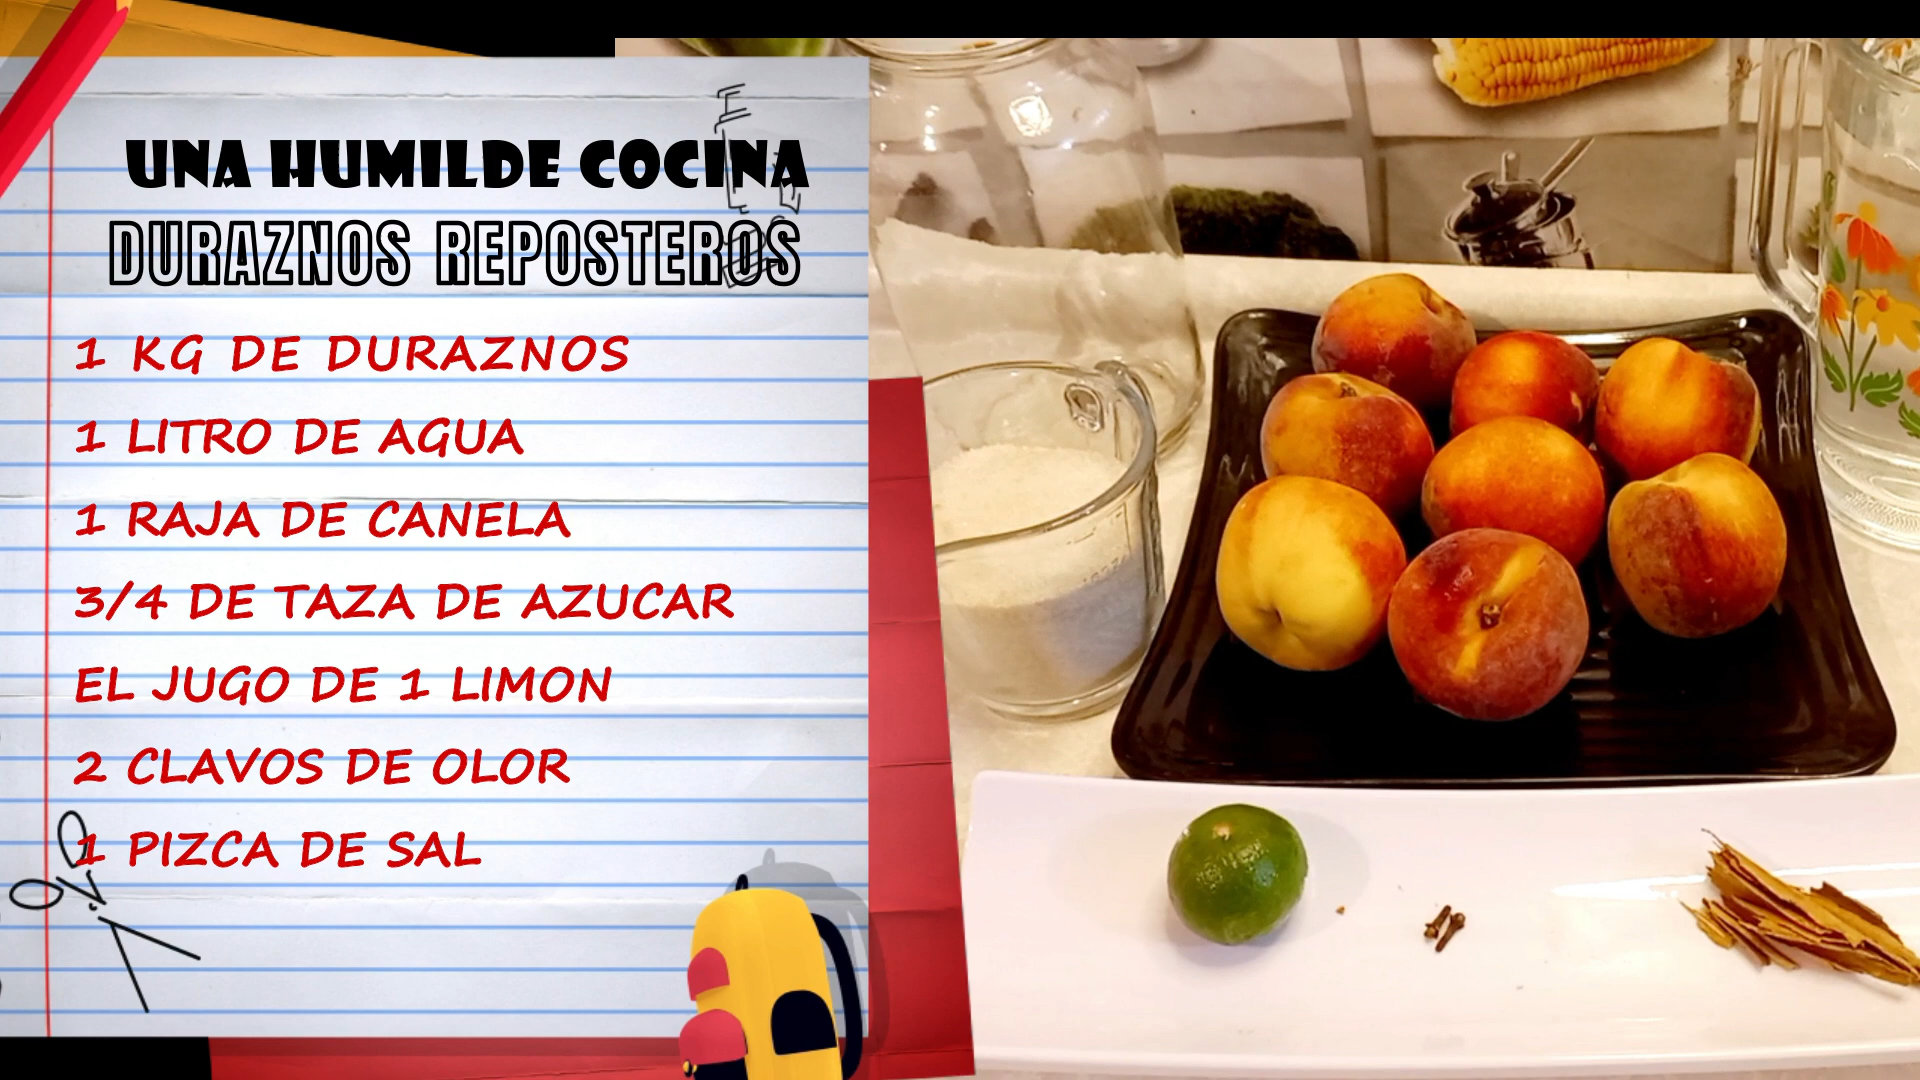 UNA HUMILDE COCINA
DURAZNOS REPOSTEROS
1 KG DE DURAZNOS
1 LITRO DE AGUA
1 RAJA DE CANELA
3/4 DE TAZA DE AZUCAR
EL JUGO DE 1 LIMON
2 CLAVOS DE OLOR
1 PIZCA DE SAL